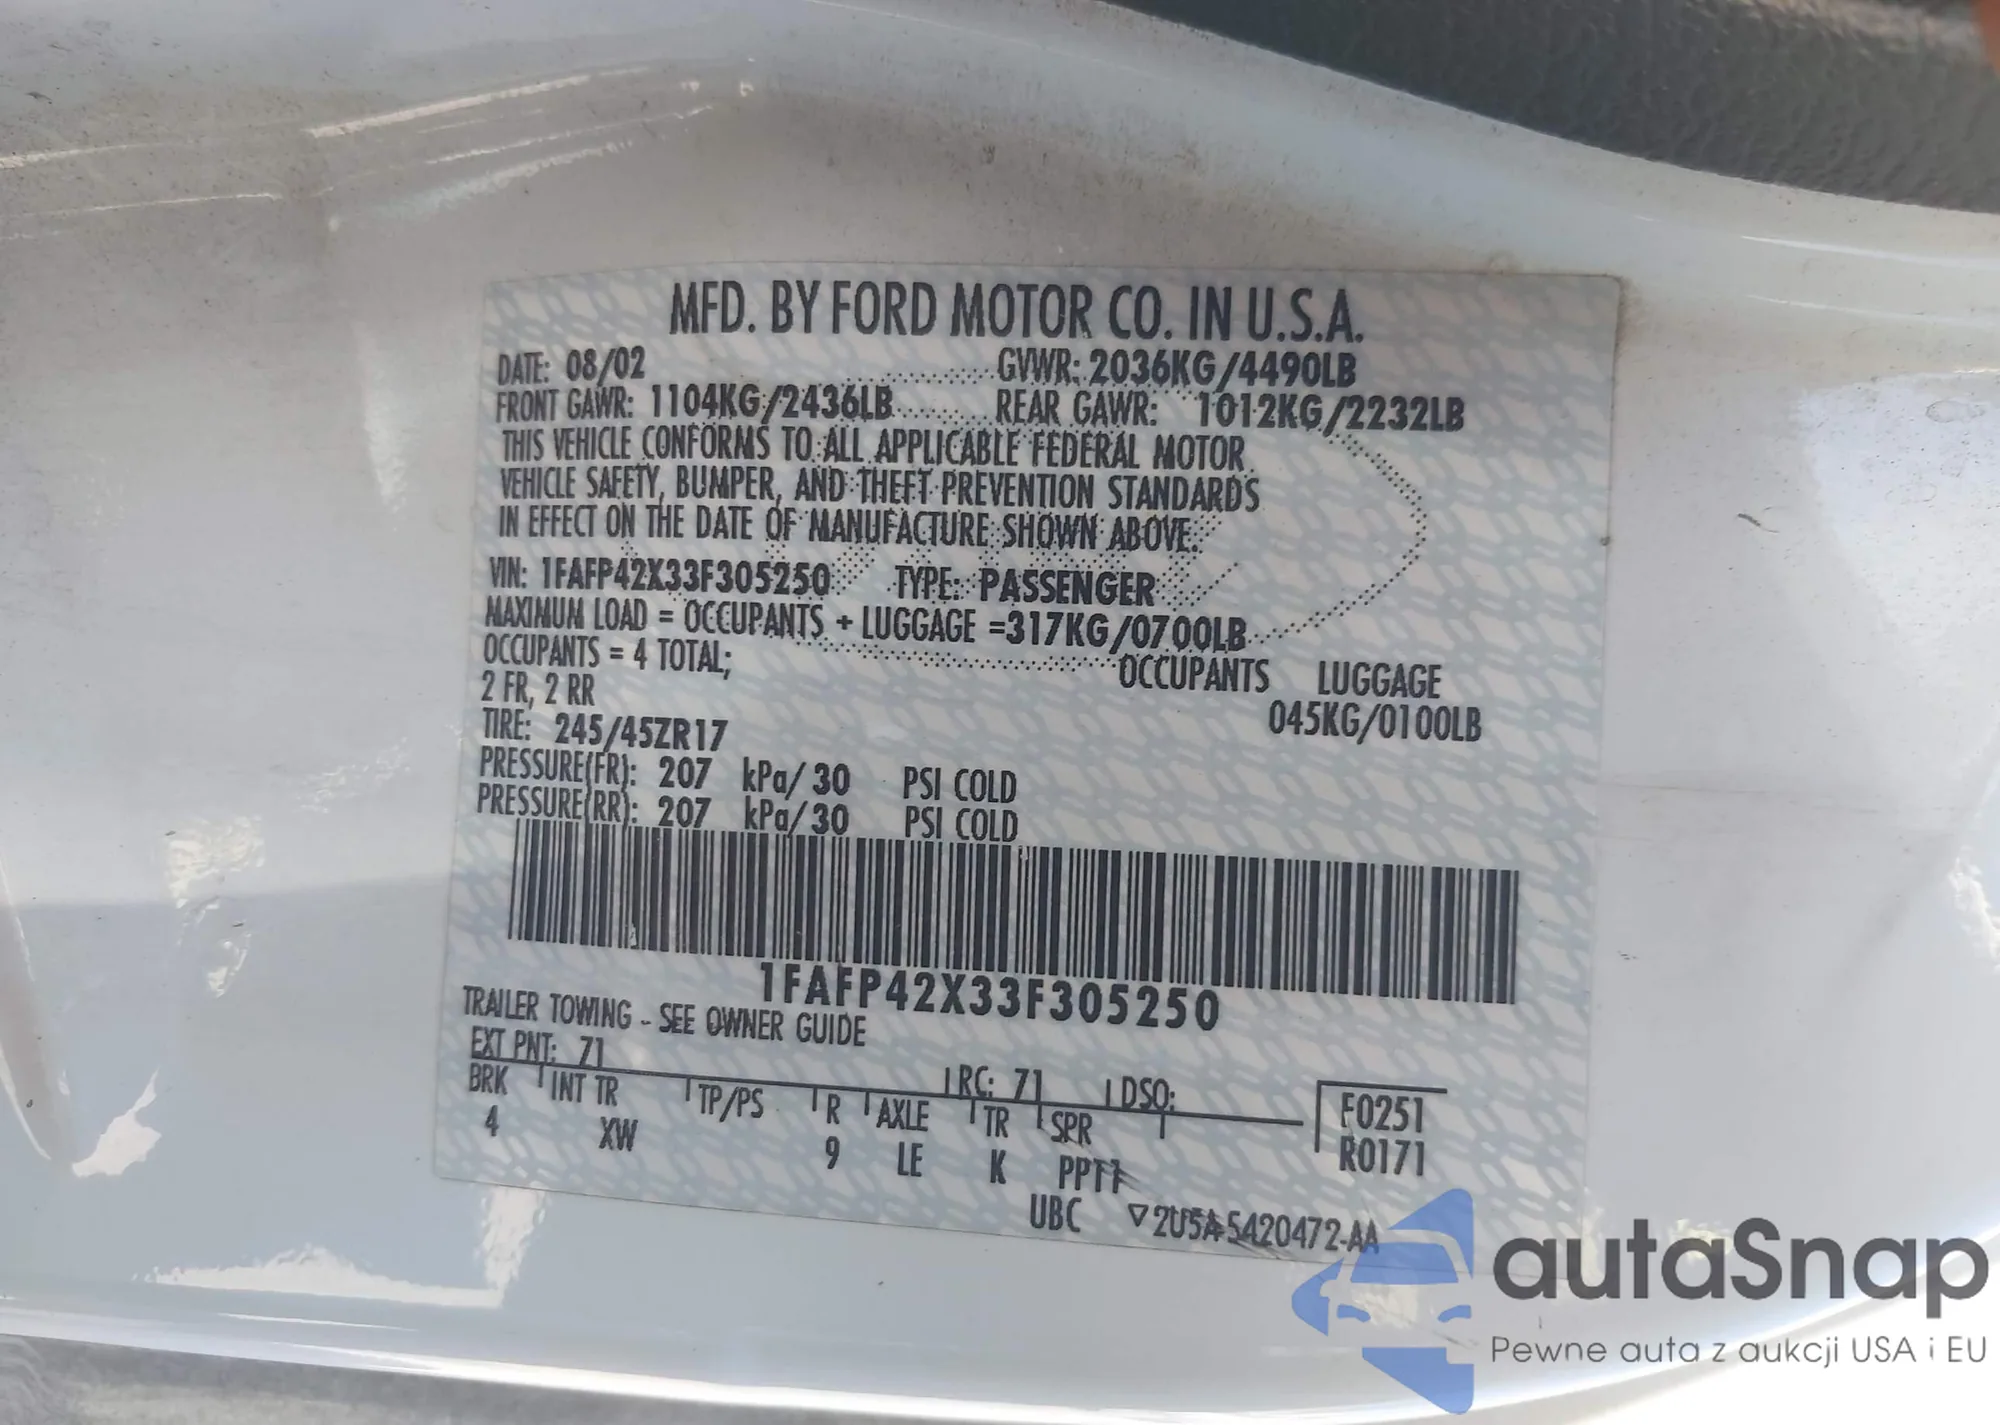 MFD. BY FORD MOTOR CO. IN U.S.A.
DATE: 08/02 GVWR: 2036KG/4490LB
FRONT GAWR: 1104KG/2436LB REAR GAWR: 1012KG/2232LB
THIS VEHICLE CONFORMS TO ALL APPLICABLE FEDERAL MOTOR
VEHICLE SAFETY, BUMPER, AND THEFT PREVENTION STANDARDS
IN EFFECT ON THE DATE OF MANUFACTURE SHOWN ABOVE.
VIN: 1FAFP42X33F305250 TYPE: PASSENGER
MAXIMUM LOAD = OCCUPANTS + LUGGAGE =317KG/0700LB
OCCUPANTS = 4 TOTAL; OCCUPANTS LUGGAGE
2 FR, 2 RR 045KG/0100LB
TIRE: 245/45ZR17
PRESSURE(FR): 207 kPa/ 30 PSI COLD
PRESSURE(RR): 207 kPa/ 30 PSI COLD
1FAFP42X33F305250
TRAILER TOWING - SEE OWNER GUIDE
EXT PNT: 71 RC: 71 DSO:
BRK INT TR TP/PS R AXLE TR SPR F0251
4 XW 9 LE K PPT1 R0171
UBC ▽2U5A-5420472-AA
autaSnap
Pewne auta z aukcji USA i EU